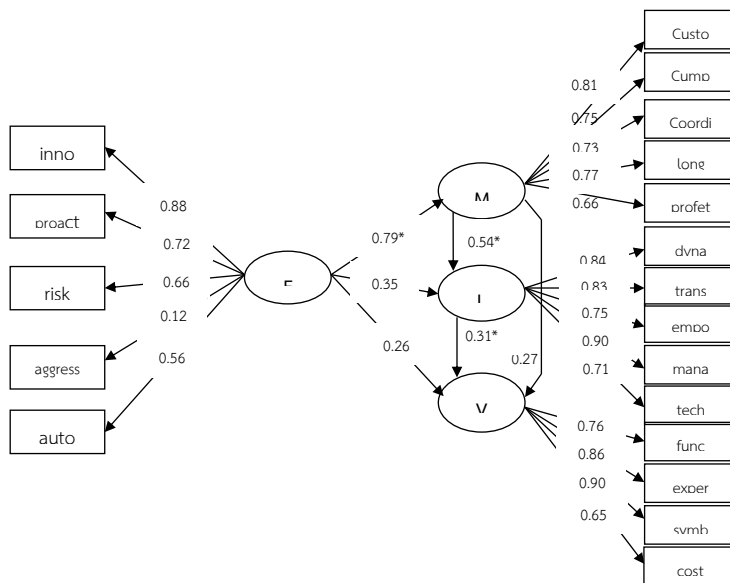 inno
proact
risk
aggress
auto
0.88
0.72
0.66
0.12
0.56
0.79*
0.35
0.26
M
0.54*
I
0.31*
V
0.27
0.81
0.75
0.73
0.77
0.66
0.84
0.83
0.75
0.90
0.71
0.76
0.86
0.90
0.65
Custo
Coordi
long
profet
dyna
trans
empo
mana
tech
func
exper
symb
cost